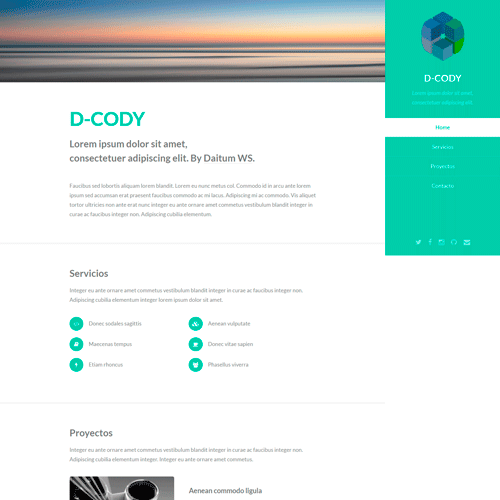 D-CODY
Lorem ipsum dolor sit amet,
consectetuer adipiscing elit. By Daitum WS.
Faucibus sed lobortis aliquam lorem blandit. Lorem eu nunc metus col. Commodo id in arcu ante
lorem ipsum sed accumsan erat praesent faucibus commodo ac mi lacus. Adipiscing mi ac commodo. Vis aliquet
tortor ultricies non ante erat nunc integer eu ante ornare amet commetus vestibulum blandit integer in curae
ac faucibus integer non. Adipiscing cubilia elementum.
Servicios
Integer eu ante ornare amet commetus vestibulum blandit integer in curae ac faucibus integer non.
Adipiscing cubilia elementum integer lorem ipsum dolor sit amet.
Donec sodales sagittis
Aenean vulputate
Maecenas tempus
Donec vitae sapien
Etiam rhoncus
Phasellus viverra
Proyectos
Integer eu ante ornare amet commetus vestibulum blandit integer in curae ac faucibus integer non.
Adipiscing cubilia elementum integer. Integer eu ante ornare amet commetus.
Aenean commodo ligula
D-CODY
Lorem ipsum dolor sit amet,
consectetuer adipiscing elit.
Home
Servicios
Proyectos
Contacto